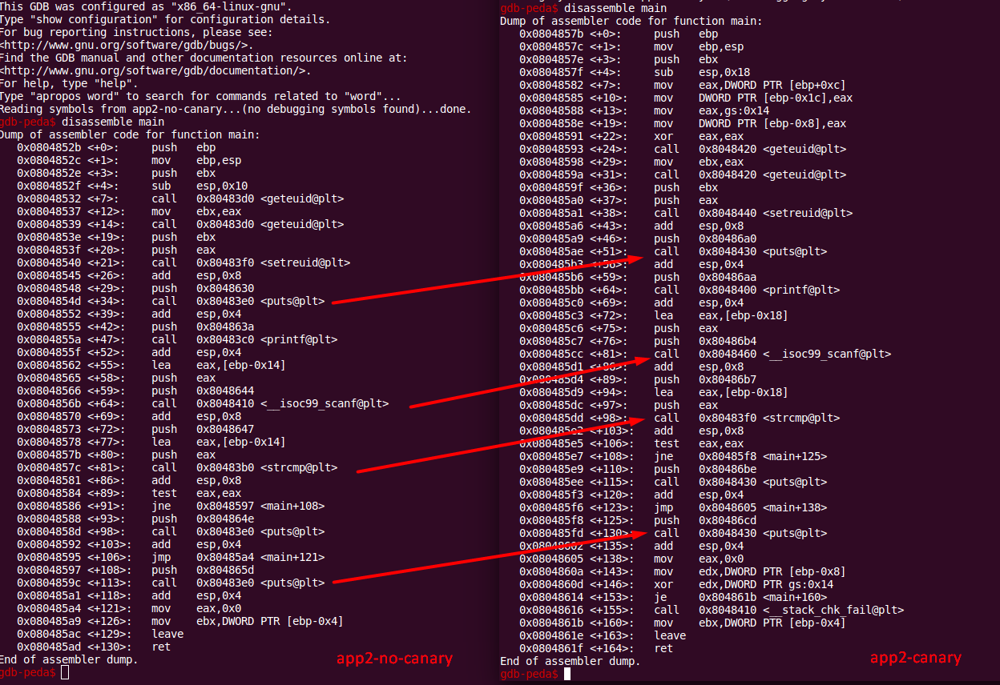 This GDB was configured as "x86_64-linux-gnu".
Type "show configuration" for configuration details.
For bug reporting instructions, please see:
<http://www.gnu.org/software/gdb/bugs/>.
Find the GDB manual and other documentation resources online at:
<http://www.gnu.org/software/gdb/documentation/>.
For help, type "help".
Type "apropos word" to search for commands related to "word"...
Reading symbols from app2-no-canary...(no debugging symbols found)...done.
gdb-peda$ disassemble main
Dump of assembler code for function main:
0x0804852b <+0>: push ebp
0x0804852c <+1>: mov ebp,esp
0x0804852e <+3>: push ebx
0x0804852f <+4>: sub esp,0x10
0x08048532 <+7>: call 0x80483d0 <geteuid@plt>
0x08048537 <+12>: mov ebx,eax
0x08048539 <+14>: call 0x80483d0 <geteuid@plt>
0x0804853e <+19>: push ebx
0x0804853f <+20>: push eax
0x08048540 <+21>: call 0x80483f0 <setreuid@plt>
0x08048545 <+26>: add esp,0x8
0x08048548 <+29>: push 0x8048630
0x0804854d <+34>: call 0x80483e0 <puts@plt>
0x08048552 <+39>: add esp,0x4
0x08048555 <+42>: push 0x804863a
0x0804855a <+47>: call 0x80483c0 <printf@plt>
0x0804855f <+52>: add esp,0x4
0x08048562 <+55>: lea eax,[ebp-0x14]
0x08048565 <+58>: push eax
0x08048566 <+59>: push 0x8048644
0x0804856b <+64>: call 0x8048410 <__isoc99_scanf@plt>
0x08048570 <+69>: add esp,0x8
0x08048573 <+72>: push 0x8048647
0x08048578 <+77>: lea eax,[ebp-0x14]
0x0804857b <+80>: push eax
0x0804857c <+81>: call 0x80483b0 <strcmp@plt>
0x08048581 <+86>: add esp,0x8
0x08048584 <+89>: test eax,eax
0x08048586 <+91>: jne 0x8048597 <main+108>
0x08048588 <+93>: push 0x804864e
0x0804858d <+98>: call 0x80483e0 <puts@plt>
0x08048592 <+103>: add esp,0x4
0x08048595 <+106>: jmp 0x80485a4 <main+121>
0x08048597 <+108>: push 0x804865d
0x0804859c <+113>: call 0x80483e0 <puts@plt>
0x080485a1 <+118>: add esp,0x4
0x080485a4 <+121>: mov eax,0x0
0x080485a9 <+126>: mov ebx,DWORD PTR [ebp-0x4]
0x080485ac <+129>: leave
0x080485ad <+130>: ret
End of assembler dump.
gdb-peda$
app2-no-canary
gdb-peda$ disassemble main
Dump of assembler code for function main:
0x0804857b <+0>: push ebp
0x0804857c <+1>: mov ebp,esp
0x0804857e <+3>: push ebx
0x0804857f <+4>: sub esp,0x18
0x08048582 <+7>: mov eax,DWORD PTR [ebp+0xc]
0x08048585 <+10>: mov DWORD PTR [ebp-0x1c],eax
0x08048588 <+13>: mov eax,gs:0x14
0x0804858e <+19>: mov DWORD PTR [ebp-0x8],eax
0x08048591 <+22>: xor eax,eax
0x08048593 <+24>: call 0x8048420 <geteuid@plt>
0x08048598 <+29>: mov ebx,eax
0x0804859a <+31>: call 0x8048420 <geteuid@plt>
0x0804859f <+36>: push ebx
0x080485a0 <+37>: push eax
0x080485a1 <+38>: call 0x8048440 <setreuid@plt>
0x080485a6 <+43>: add esp,0x8
0x080485a9 <+46>: push 0x80486a0
0x080485ae <+51>: call 0x8048430 <puts@plt>
0x080485b3 <+56>: add esp,0x4
0x080485b6 <+59>: push 0x80486aa
0x080485bb <+64>: call 0x8048400 <printf@plt>
0x080485c0 <+69>: add esp,0x4
0x080485c3 <+72>: lea eax,[ebp-0x18]
0x080485c6 <+75>: push eax
0x080485c7 <+76>: push 0x80486b4
0x080485cc <+81>: call 0x8048460 <__isoc99_scanf@plt>
0x080485d1 <+86>: add esp,0x8
0x080485d4 <+89>: push 0x80486b7
0x080485d9 <+94>: lea eax,[ebp-0x18]
0x080485dc <+97>: push eax
0x080485dd <+98>: call 0x80483f0 <strcmp@plt>
0x080485e2 <+103>: add esp,0x8
0x080485e5 <+106>: test eax,eax
0x080485e7 <+108>: jne 0x80485f8 <main+125>
0x080485e9 <+110>: push 0x80486be
0x080485ee <+115>: call 0x8048430 <puts@plt>
0x080485f3 <+120>: add esp,0x4
0x080485f6 <+123>: jmp 0x8048605 <main+138>
0x080485f8 <+125>: push 0x80486cd
0x080485fd <+130>: call 0x8048430 <puts@plt>
0x08048602 <+135>: add esp,0x4
0x08048605 <+138>: mov eax,0x0
0x0804860a <+143>: mov edx,DWORD PTR [ebp-0x8]
0x0804860d <+146>: xor edx,DWORD PTR gs:0x14
0x08048614 <+153>: je 0x804861b <main+160>
0x08048616 <+155>: call 0x8048410 <__stack_chk_fail@plt>
0x0804861b <+160>: mov ebx,DWORD PTR [ebp-0x4]
0x0804861e <+163>: leave
0x0804861f <+164>: ret
End of assembler dump.
gdb-peda$
app2-canary